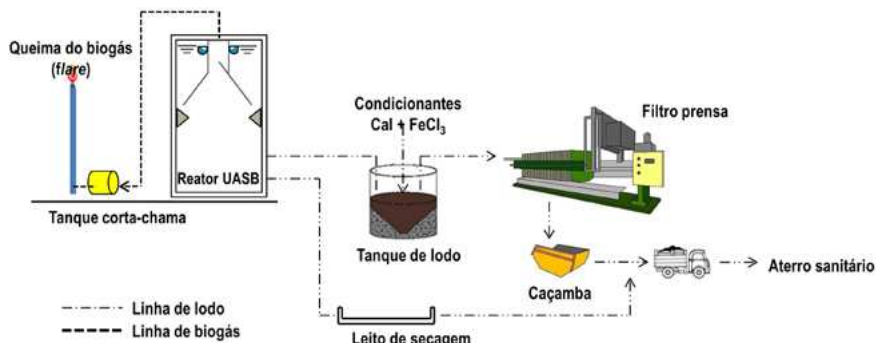 Queima do biogás
(flare)
Tanque corta-chama
Reator UASB
Condicionantes
Cal + FeCl3
Tanque de lodo
Filtro prensa
Caçamba
Aterro sanitário
Leito de secagem
Linha de lodo
Linha de biogás